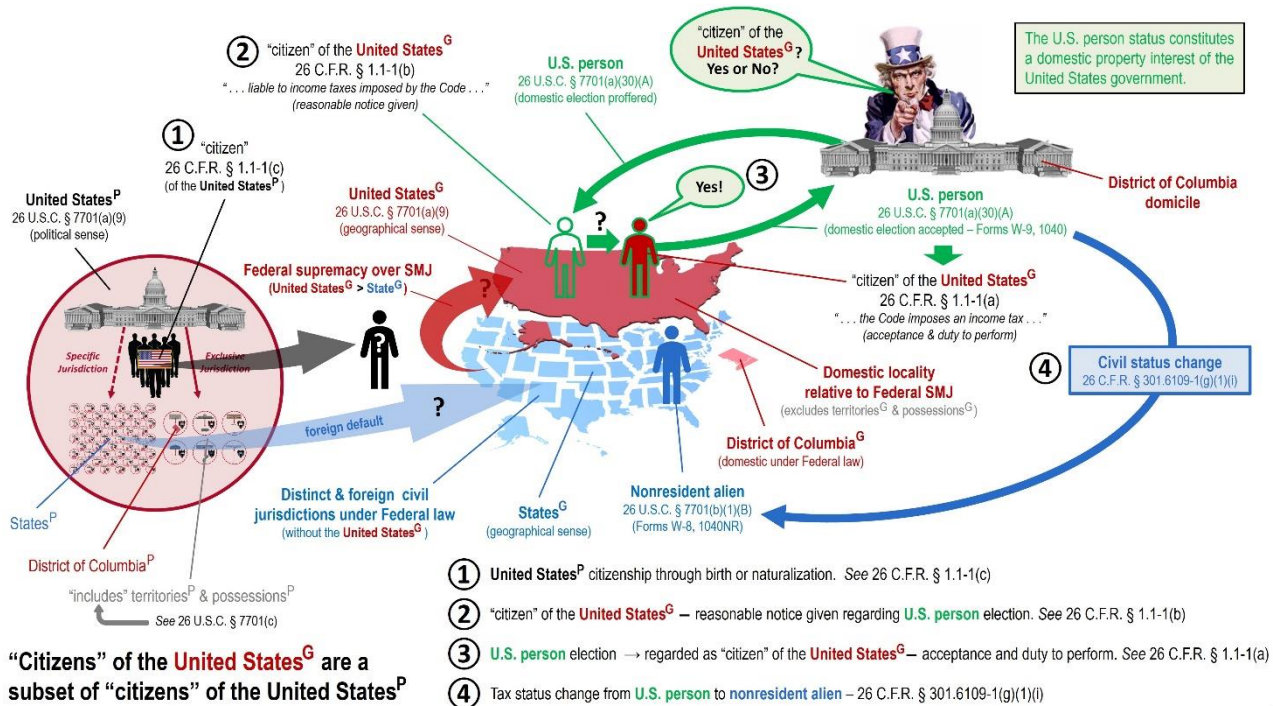 ② “citizen” of the United StatesG
26 C.F.R. § 1.1-1(b)
“ . . . liable to income taxes imposed by the Code . . .”
(reasonable notice given)
① “citizen”
26 C.F.R. § 1.1-1(c)
(of the United StatesP )
United StatesP
26 U.S.C. § 7701(a)(9)
(political sense)
Specific
Jurisdiction
Exclusive
Jurisdiction
StatesP
District of ColumbiaP
“includes” territoriesP & possessionsP
See 26 U.S.C. § 7701(c)
“Citizens” of the United StatesG are a
subset of “citizens” of the United StatesP
United StatesG
26 U.S.C. § 7701(a)(9)
(geographical sense)
Federal supremacy over SMJ
(United StatesG > StateG)
?
?
foreign default
?
Distinct & foreign civil
jurisdictions under Federal law
(without the United StatesG )
StatesG
(geographical sense)
U.S. person
26 U.S.C. § 7701(a)(30)(A)
(domestic election proffered)
“citizen” of the
United StatesG ?
Yes or No?
The U.S. person status constitutes
a domestic property interest of the
United States government.
?
Yes!
③
District of Columbia
domicile
U.S. person
26 U.S.C. § 7701(a)(30)(A)
(domestic election accepted – Forms W-9, 1040)
“citizen” of the United StatesG
26 C.F.R. § 1.1-1(a)
“ . . . the Code imposes an income tax . . .”
(acceptance & duty to perform)
④ Civil status change
26 C.F.R. § 301.6109-1(g)(1)(i)
Domestic locality
relative to Federal SMJ
(excludes territoriesG & possessionsG)
District of ColumbiaG
(domestic under Federal law)
Nonresident alien
26 U.S.C. § 7701(b)(1)(B)
(Forms W-8, 1040NR)
① United StatesP citizenship through birth or naturalization. See 26 C.F.R. § 1.1-1(c)
② “citizen” of the United StatesG – reasonable notice given regarding U.S. person election. See 26 C.F.R. § 1.1-1(b)
③ U.S. person election → regarded as “citizen” of the United StatesG – acceptance and duty to perform. See 26 C.F.R. § 1.1-1(a)
④ Tax status change from U.S. person to nonresident alien – 26 C.F.R. § 301.6109-1(g)(1)(i)